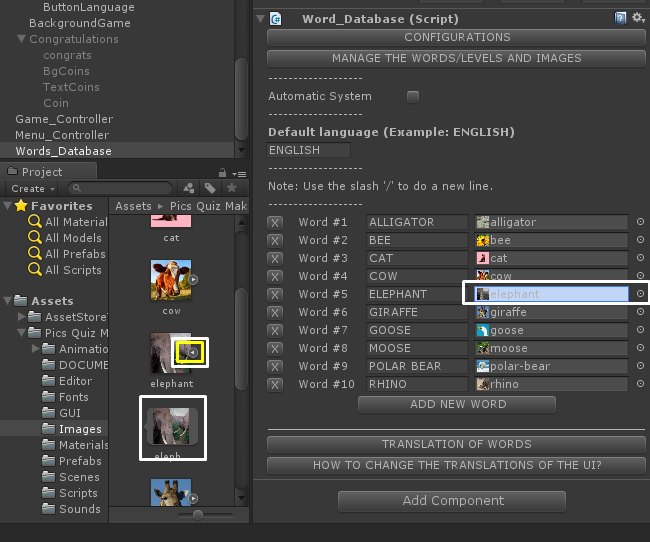 ButtonLanguage
BackgroundGame
Congratulations
congrats
BgCoins
TextCoins
Coin
Game_Controller
Menu_Controller
Words_Database
Project
Create
Favorites
All Material
All Models
All Prefabs
All Scripts
Assets
AssetStore
Pics Quiz M
Animatio
DOCUME
Editor
Fonts
GUI
Images
Materials
Prefabs
Scenes
Scripts
Sounds
Assets Pics Quiz Mak
cat
cow
elephant
eleph
Word_Database (Script)
CONFIGURATIONS
MANAGE THE WORDS/LEVELS AND IMAGES
-------------------
Automatic System
-------------------
Default language (Example: ENGLISH)
ENGLISH
-------------------
Note: Use the slash '/' to do a new line.
-------------------
X Word #1 ALLIGATOR alligator
X Word #2 BEE bee
X Word #3 CAT cat
X Word #4 COW cow
X Word #5 ELEPHANT elephant
X Word #6 GIRAFFE giraffe
X Word #7 GOOSE goose
X Word #8 MOOSE moose
X Word #9 POLAR BEAR polar-bear
X Word #10 RHINO rhino
ADD NEW WORD
TRANSLATION OF WORDS
HOW TO CHANGE THE TRANSLATIONS OF THE UI?
Add Component